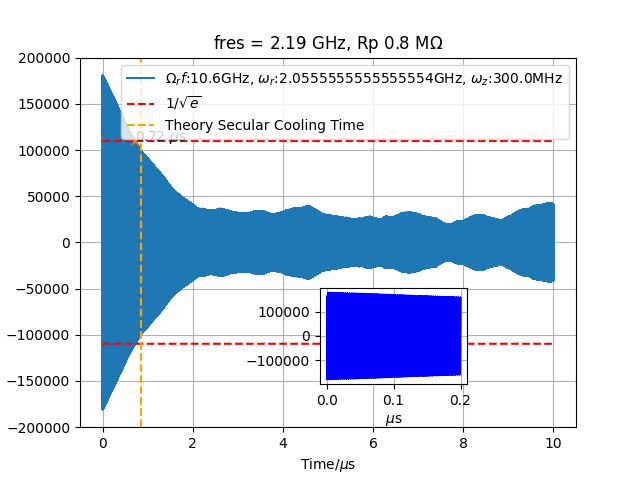 fres = 2.19 GHz, Rp 0.8 MΩ
200000
150000
100000
50000
0
−50000
−100000
−150000
−200000
Ω_r f:10.6GHz, ω_r:2.0555555555555554GHz, ω_z:300.0MHz
1/√e
Theory Secular Cooling Time
0.72 μs
100000
0
−100000
0.0 0.1 0.2
μs
0 2 4 6 8 10
Time/μs